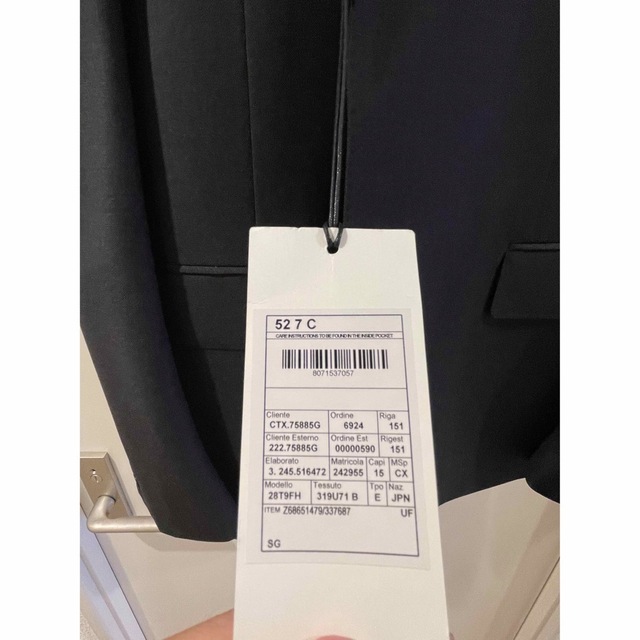 52 7 C
CARE INSTRUCTIONS TO BE FOUND IN THE INSIDE POCKET
8071537057
Cliente Ordine Riga
CTX.75885G 6924 151
Cliente Esterno Ordine Est Rigest
222.75885G 00000590 151
Elaborato Matricola Capi MSp
3. 245.516472 242955 15 CX
Modello Tessuto Tpo Naz
28T9FH 319U71 B E JPN
ITEM Z68651479/337687 UF
SG